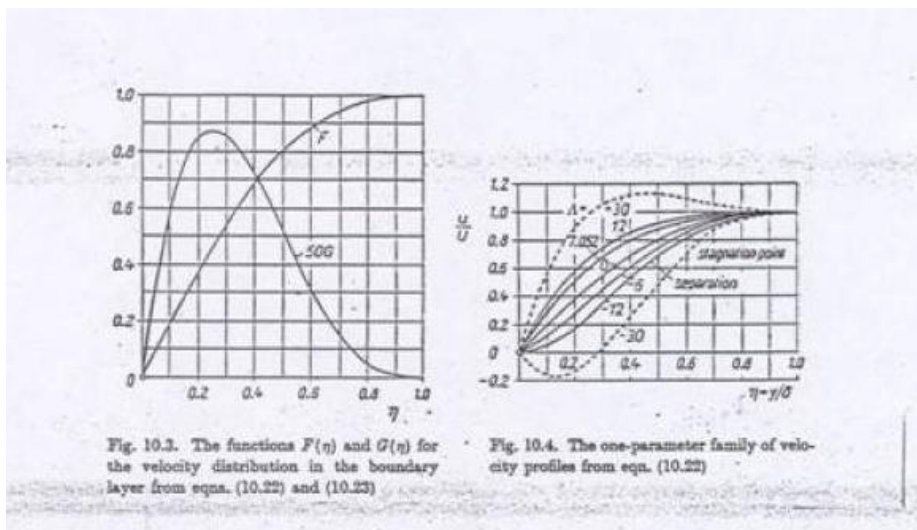 1.0
0.8
0.6
0.4
0.2
0
0.2 0.4 0.6 0.8 1.0
η
F
50G
Fig. 10.3. The functions F(η) and G(η) for
the velocity distribution in the boundary
layer from eqns. (10.22) and (10.23)
u/U
1.2
1.0
0.8
0.6
0.4
0.2
0
-0.2
Λ= 30
12
7.052
-6
-12
-30
stagnation point
separation
0.2 0.4 0.6 0.8 1.0
η=y/δ
Fig. 10.4. The one-parameter family of velo-
city profiles from eqn. (10.22)